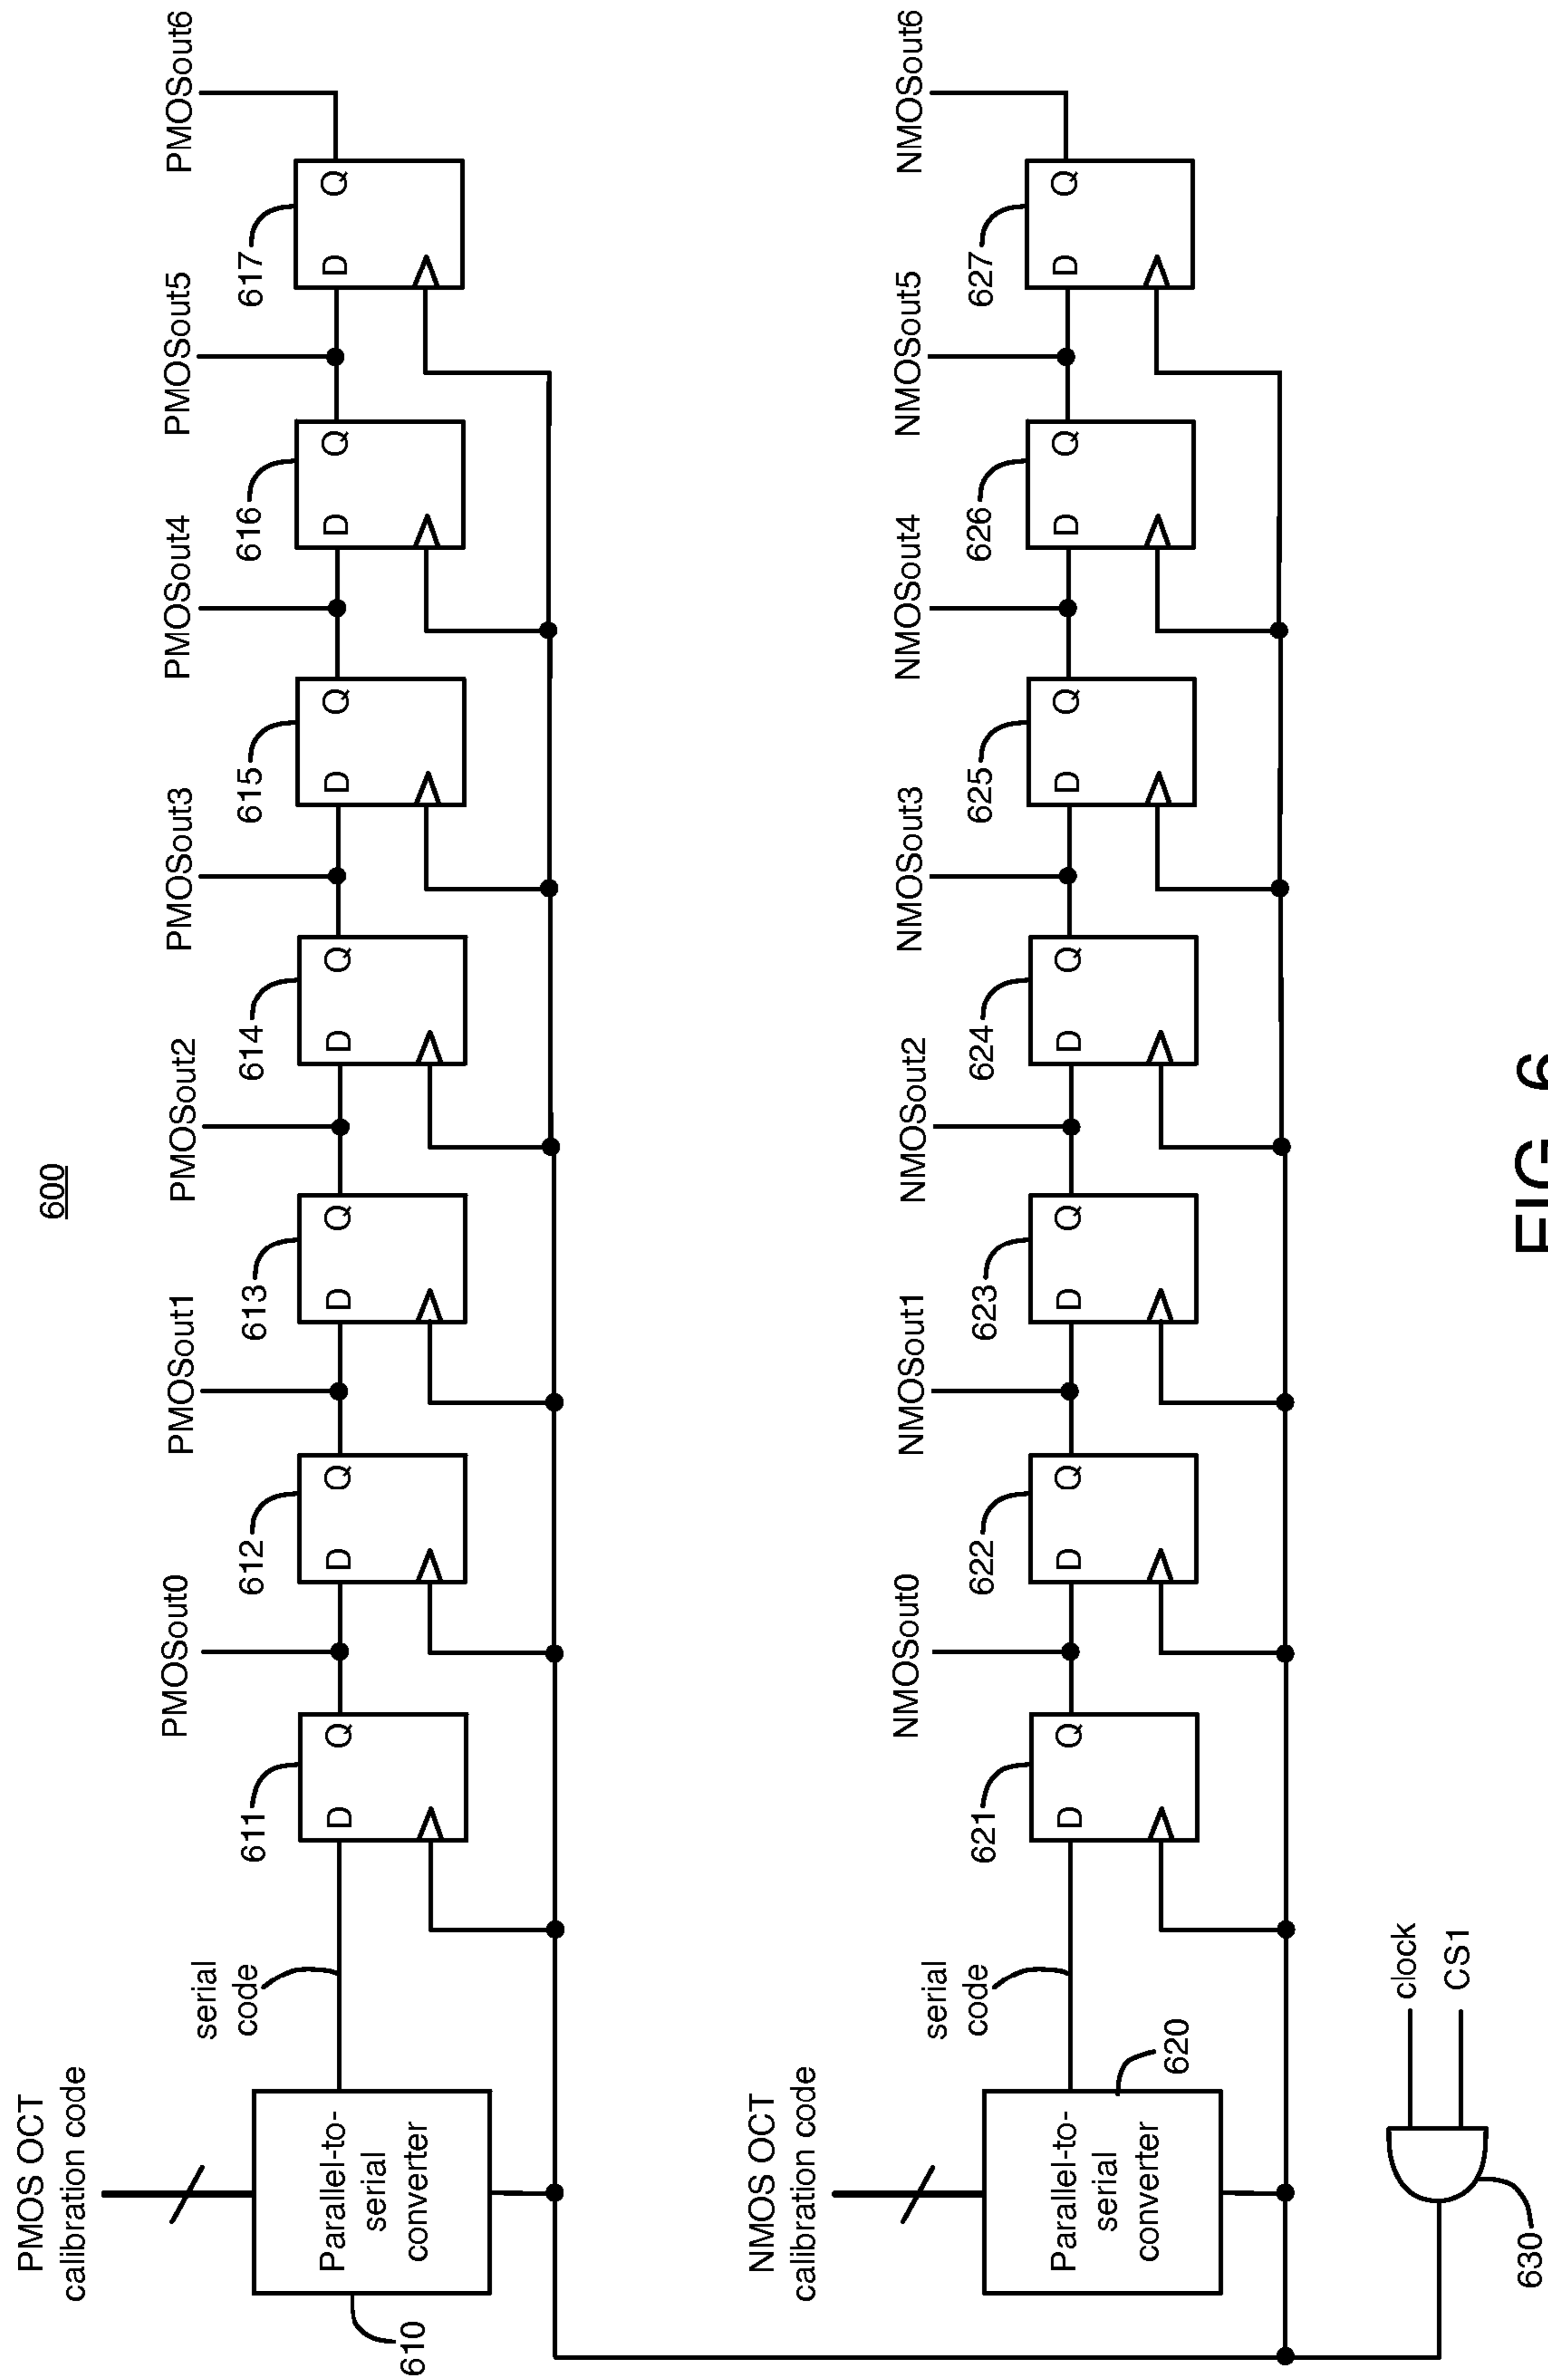 600
PMOS OCT
calibration code
610
Parallel-to-
serial
converter
serial
code
611
D
Q
PMOSout0
612
D
Q
PMOSout1
613
D
Q
PMOSout2
614
D
Q
PMOSout3
615
D
Q
PMOSout4
616
D
Q
PMOSout5
617
D
Q
PMOSout6
NMOS OCT
calibration code
Parallel-to-
serial
converter
620
serial
code
621
D
Q
NMOSout0
622
D
Q
NMOSout1
623
D
Q
NMOSout2
624
D
Q
NMOSout3
625
D
Q
NMOSout4
626
D
Q
NMOSout5
627
D
Q
NMOSout6
clock
CS1
630
FIG. 6